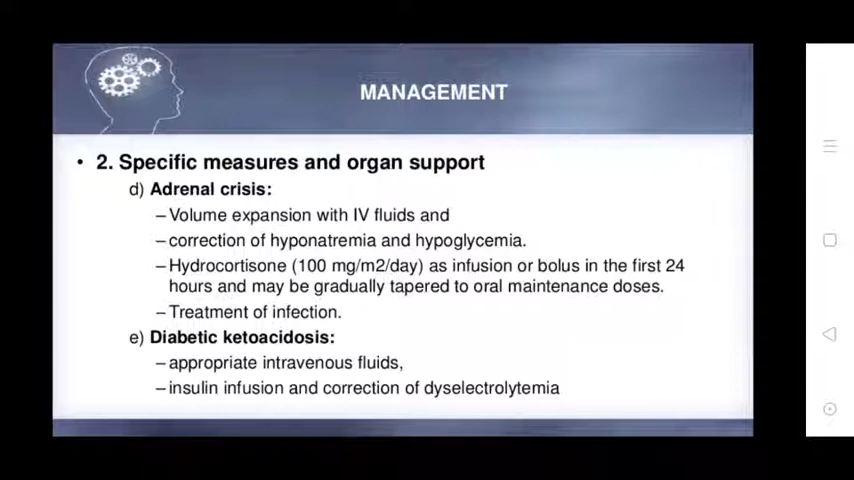 MANAGEMENT
• 2. Specific measures and organ support
d) Adrenal crisis:
– Volume expansion with IV fluids and
– correction of hyponatremia and hypoglycemia.
– Hydrocortisone (100 mg/m2/day) as infusion or bolus in the first 24
hours and may be gradually tapered to oral maintenance doses.
– Treatment of infection.
e) Diabetic ketoacidosis:
– appropriate intravenous fluids,
– insulin infusion and correction of dyselectrolytemia